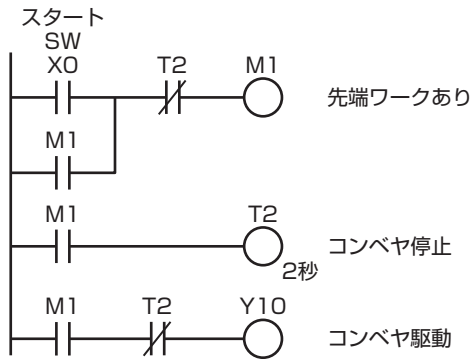 スタート
SW
X0 T2 M1
先端ワークあり
M1
M1 T2
コンベヤ停止
2秒
M1 T2 Y10
コンベヤ駆動